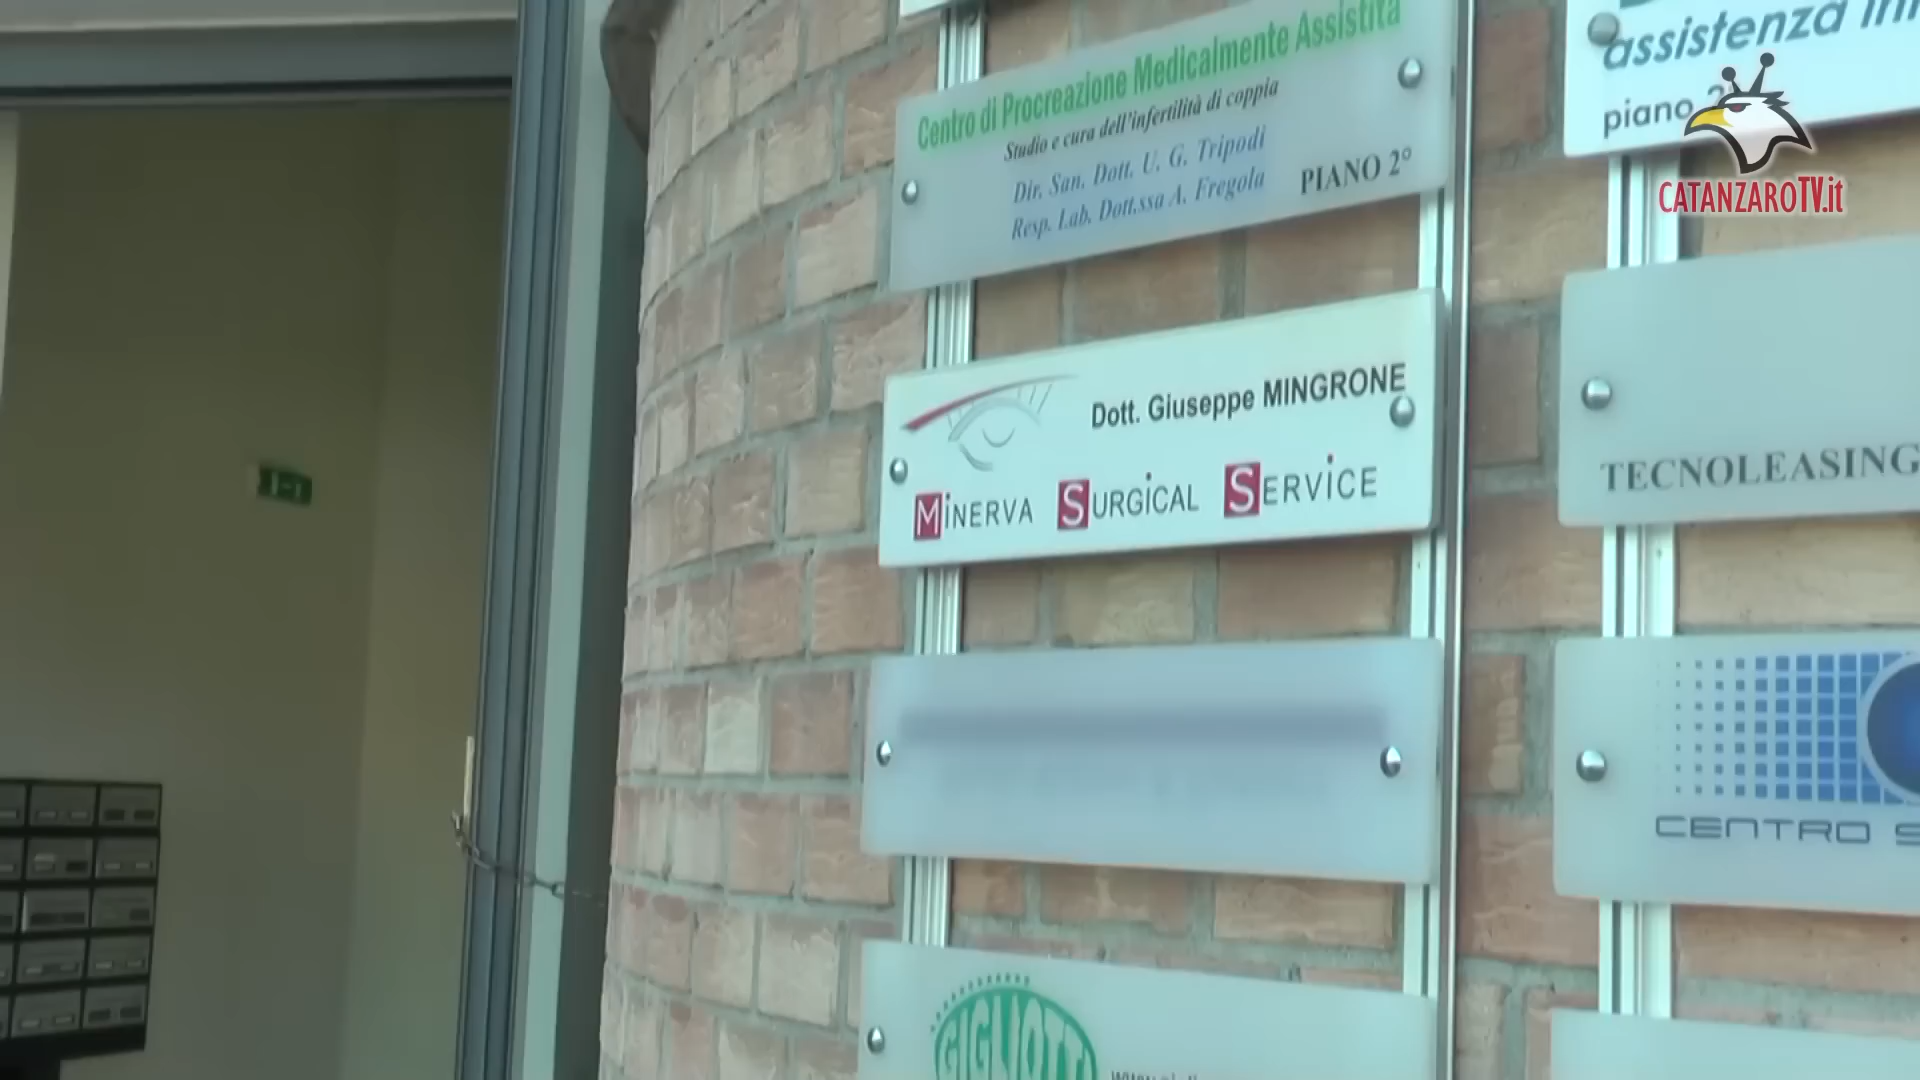 Centro di Procreazione Medicalmente Assistita
Studio e cura dell'infertilità di coppia
Dir. San. Dott. U. G. Tripodi
Resp. Lab. Dott.ssa A. Fregola
PIANO 2°
Dott. Giuseppe MINGRONE
MiNERVA SURGiCAL SERViCE
GIGLIOTTI
assistenza
piano
CATANZAROTV.it
TECNOLEASING
CENTRO